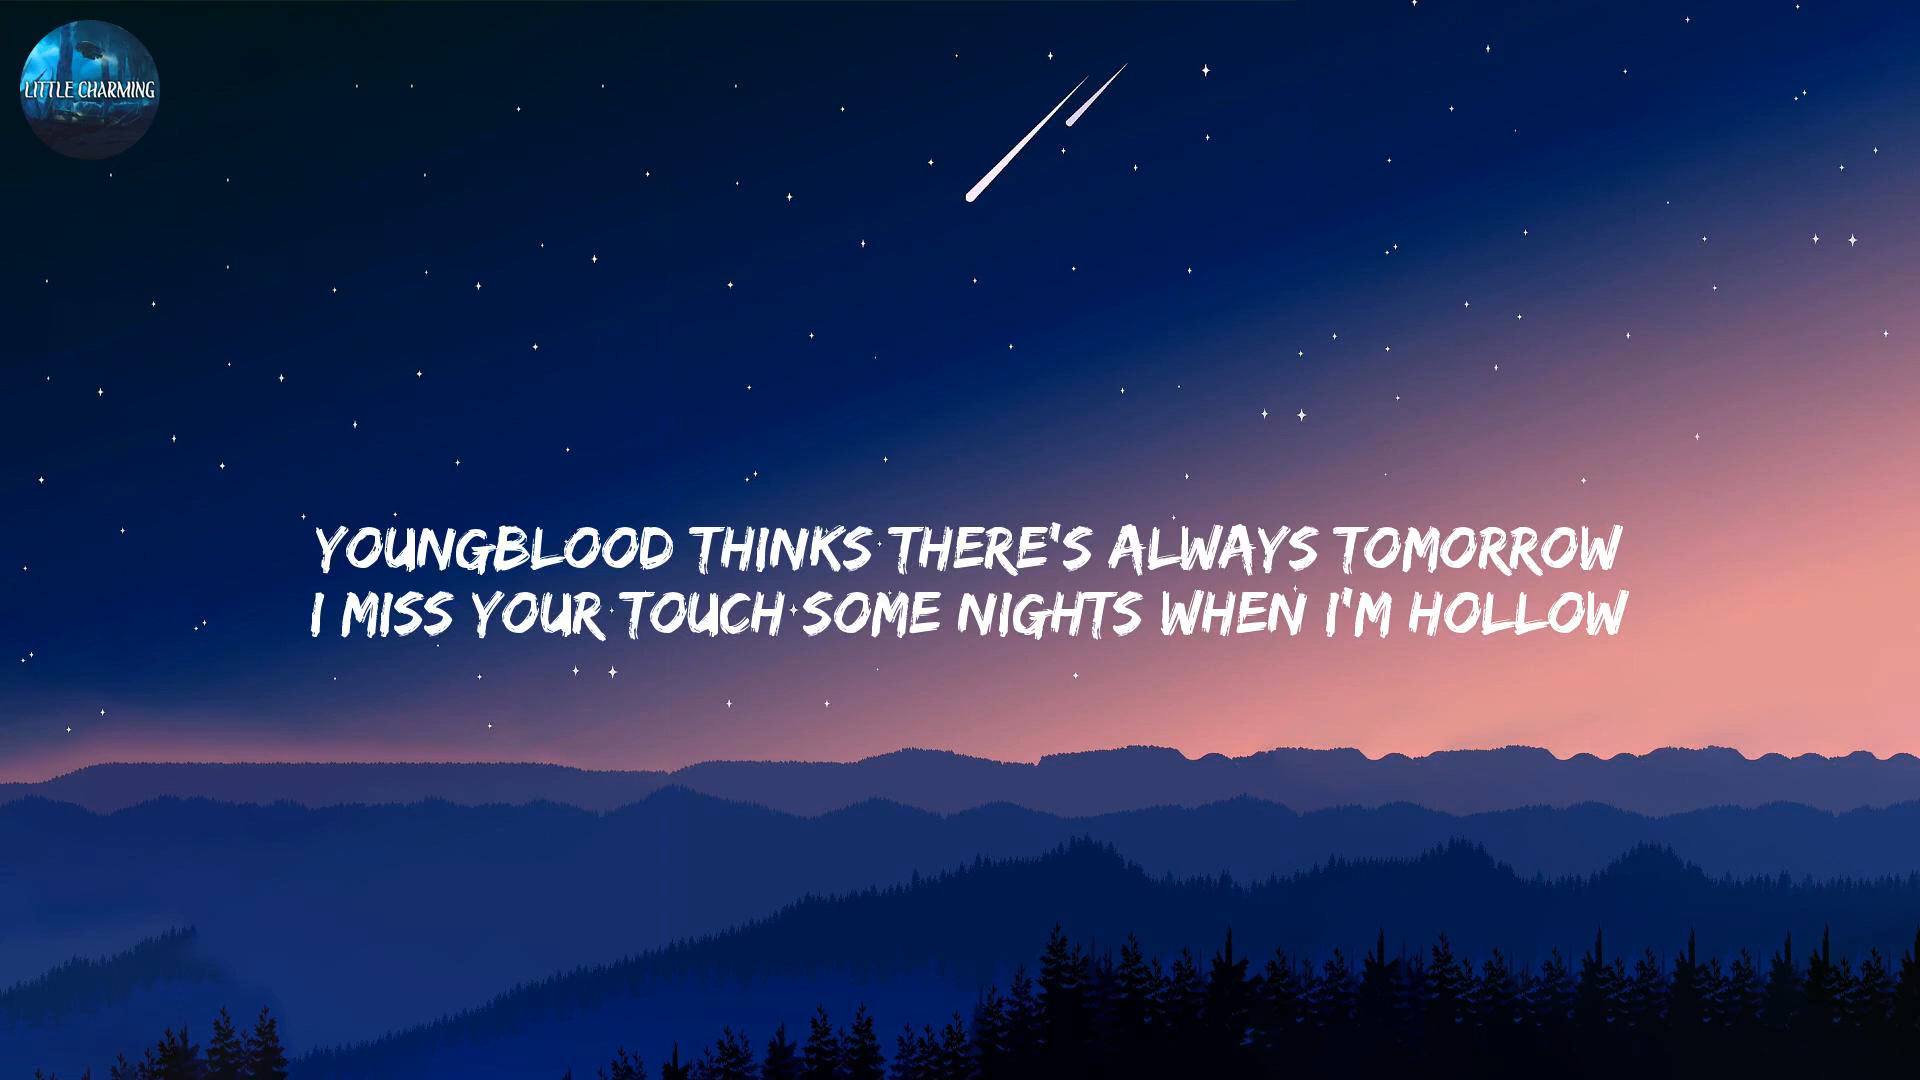 LITTLE CHARMING
YOUNGBLOOD THINKS THERE'S ALWAYS TOMORROW
I MISS YOUR TOUCH SOME NIGHTS WHEN I'M HOLLOW